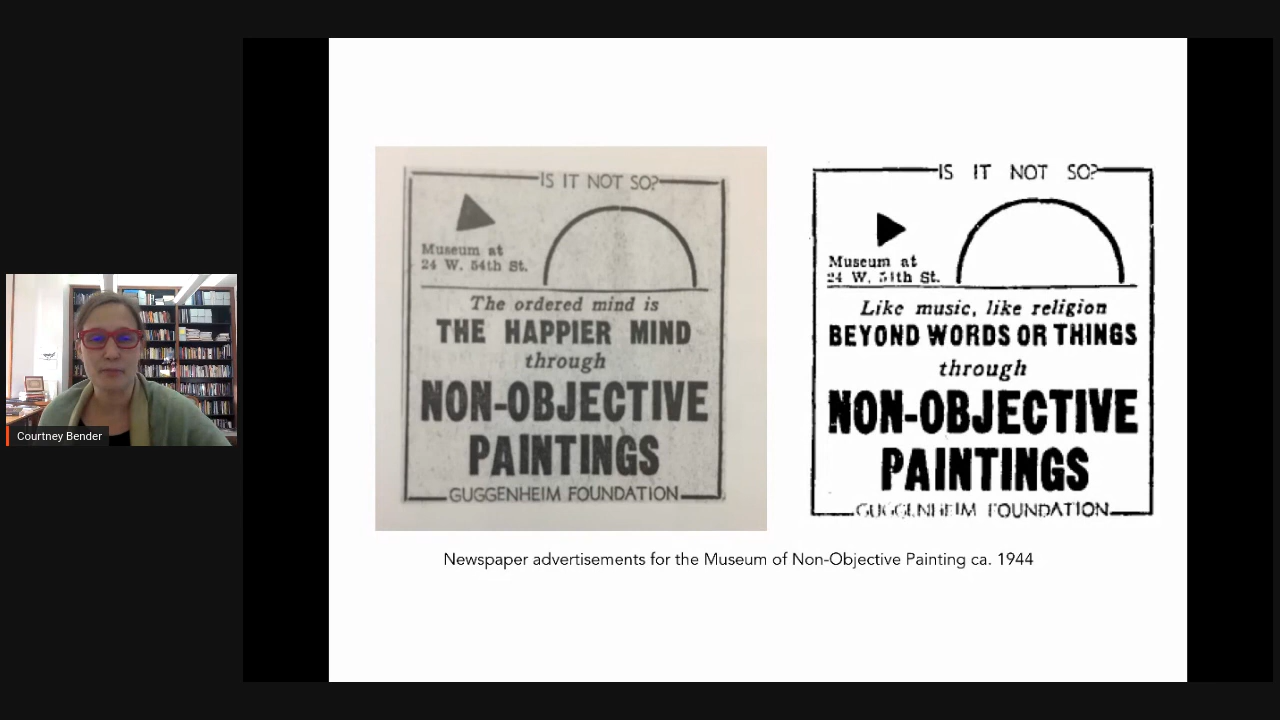 IS IT NOT SO?
Museum at
24 W. 54th St.
The ordered mind is
THE HAPPIER MIND
through
NON-OBJECTIVE
PAINTINGS
GUGGENHEIM FOUNDATION
IS IT NOT SO?
Museum at
24 W. 54th St.
Like music, like religion
BEYOND WORDS OR THINGS
through
NON-OBJECTIVE
PAINTINGS
GUGGENHEIM FOUNDATION
Newspaper advertisements for the Museum of Non-Objective Painting ca. 1944
Courtney Bender